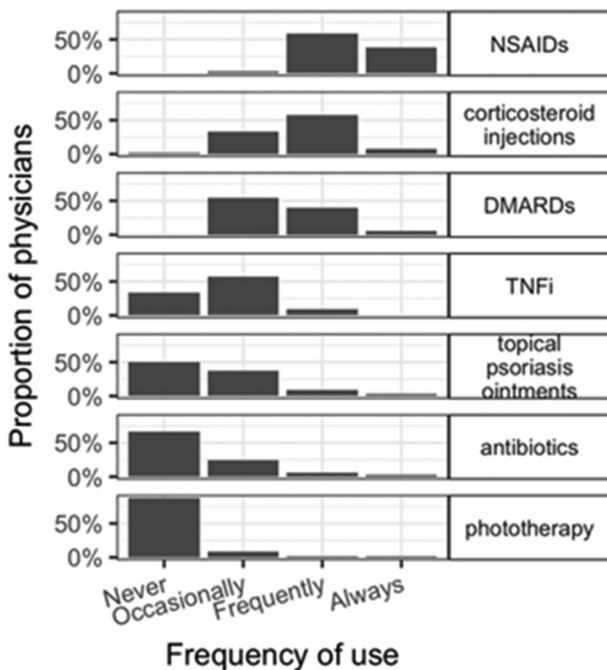 Proportion of physicians
50%
0%
NSAIDs
50%
0%
corticosteroid
injections
50%
0%
DMARDs
50%
0%
TNFi
50%
0%
topical
psoriasis
ointments
50%
0%
antibiotics
50%
0%
phototherapy
Never
Occasionally
Frequently
Always
Frequency of use